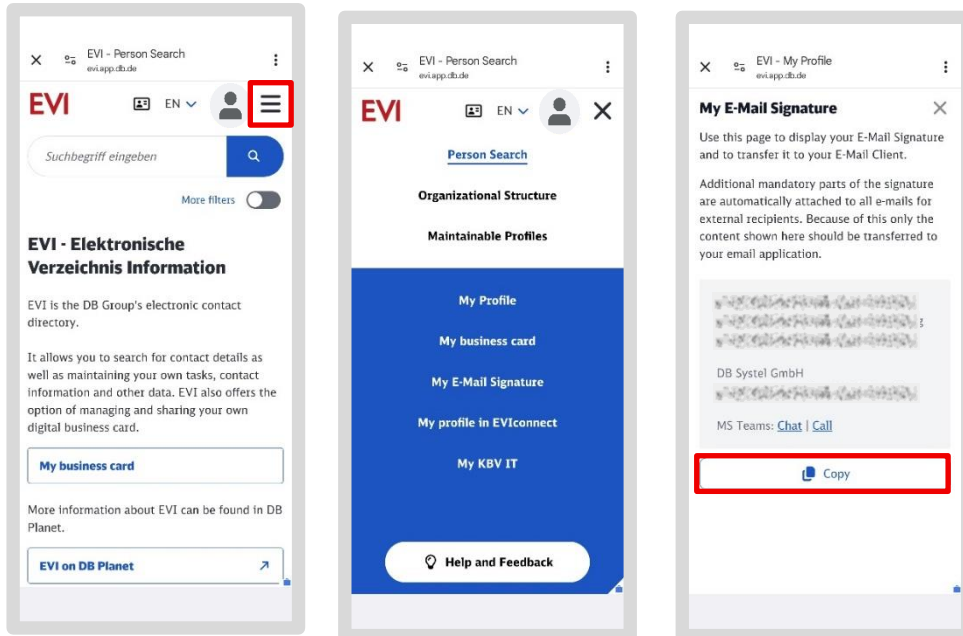 EVI - Person Search
evi.app.db.de
EVI
EN
Suchbegriff eingeben
More filters
EVI - Elektronische
Verzeichnis Information
EVI is the DB Group's electronic contact
directory.
It allows you to search for contact details as
well as maintaining your own tasks, contact
information and other data. EVI also offers the
option of managing and sharing your own
digital business card.
My business card
More information about EVI can be found in DB
Planet.
EVI on DB Planet
EVI - Person Search
evi.app.db.de
EVI
EN
Person Search
Organizational Structure
Maintainable Profiles
My Profile
My business card
My E-Mail Signature
My profile in EVIconnect
My KBV IT
Help and Feedback
EVI - My Profile
evi.app.db.de
My E-Mail Signature
Use this page to display your E-Mail Signature
and to transfer it to your E-Mail Client.
Additional mandatory parts of the signature
are automatically attached to all e-mails for
external recipients. Because of this only the
content shown here should be transferred to
your email application.
DB Systel GmbH
MS Teams: Chat | Call
Copy